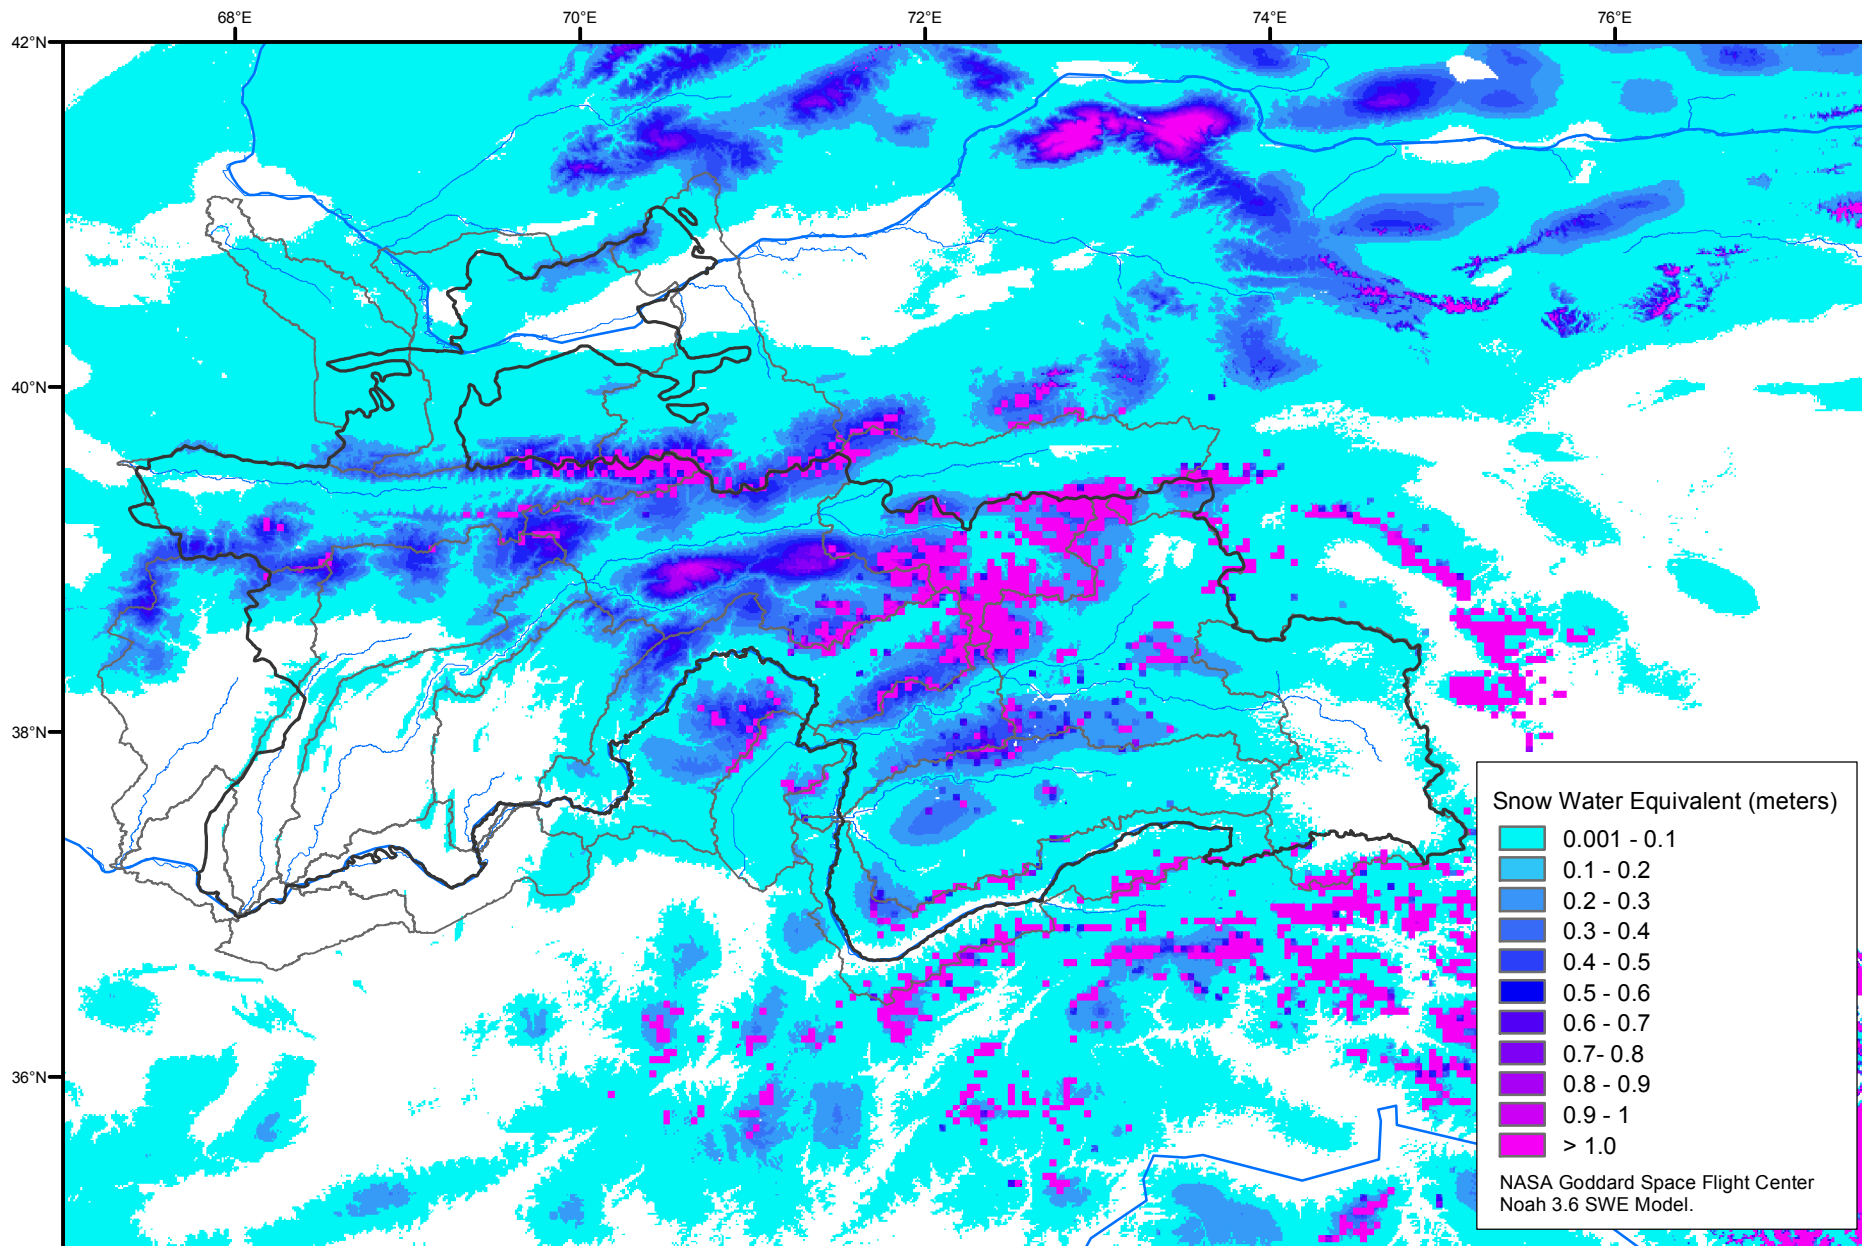 68°E 70°E 72°E 74°E 76°E
42°N
40°N
38°N
36°N
Snow Water Equivalent (meters)
0.001 - 0.1
0.1 - 0.2
0.2 - 0.3
0.3 - 0.4
0.4 - 0.5
0.5 - 0.6
0.6 - 0.7
0.7- 0.8
0.8 - 0.9
0.9 - 1
> 1.0
NASA Goddard Space Flight Center
Noah 3.6 SWE Model.